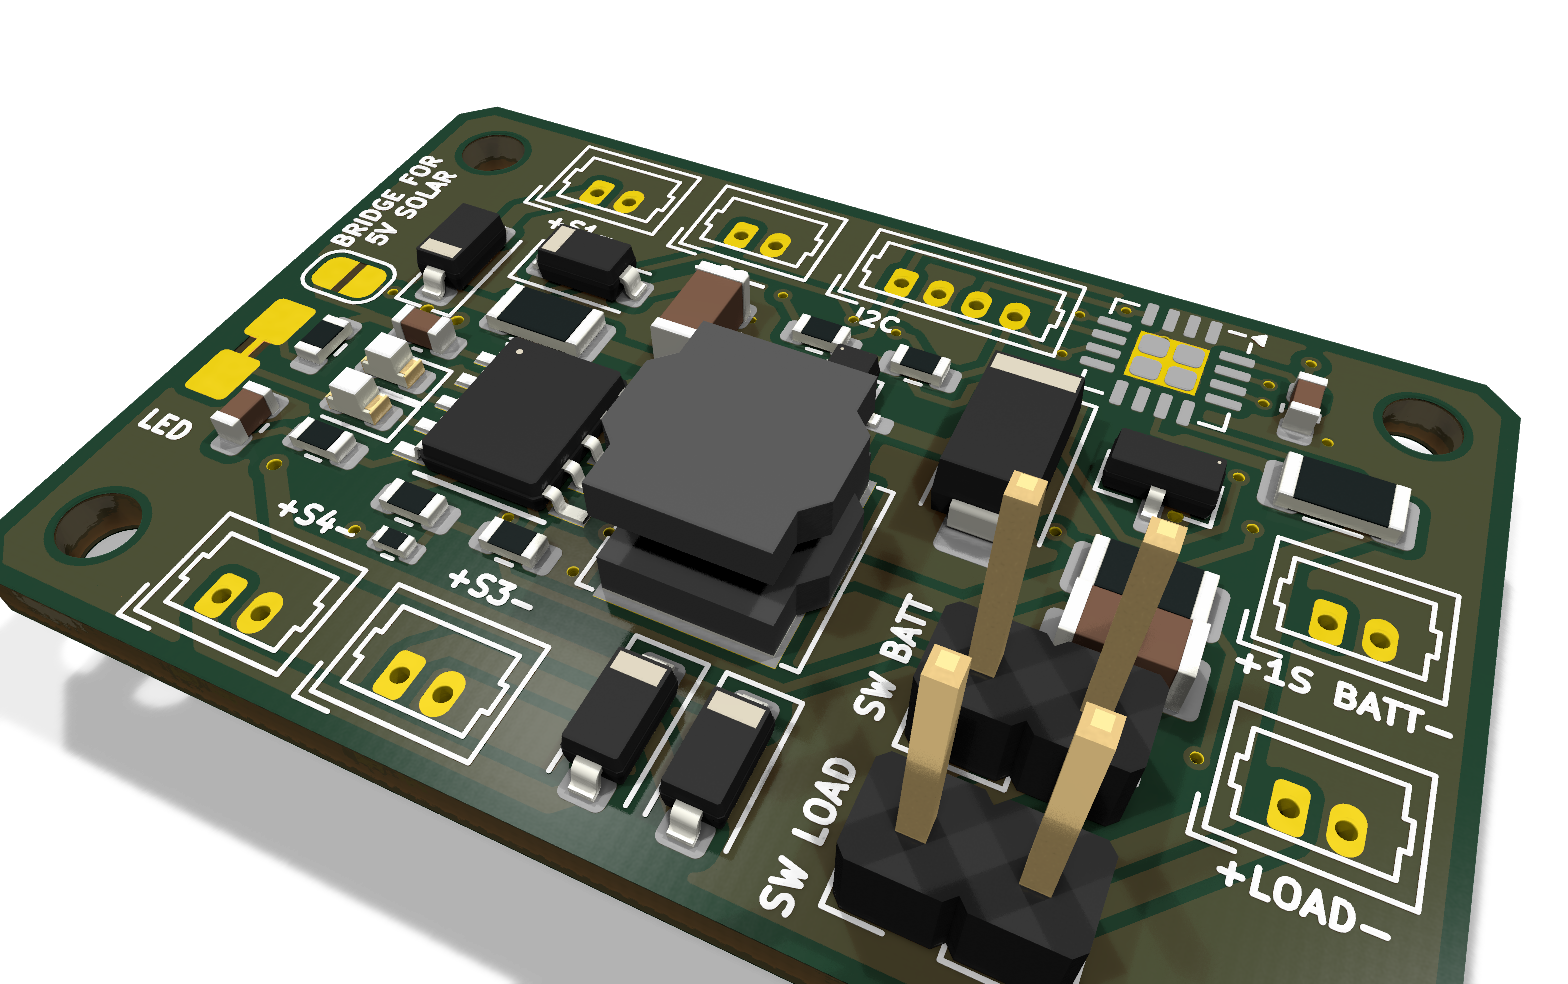 BRIDGE FOR
5V SOLAR
I2C
LED
+S4-
+S3-
SW BATT
+1S BATT-
SW LOAD
+LOAD-